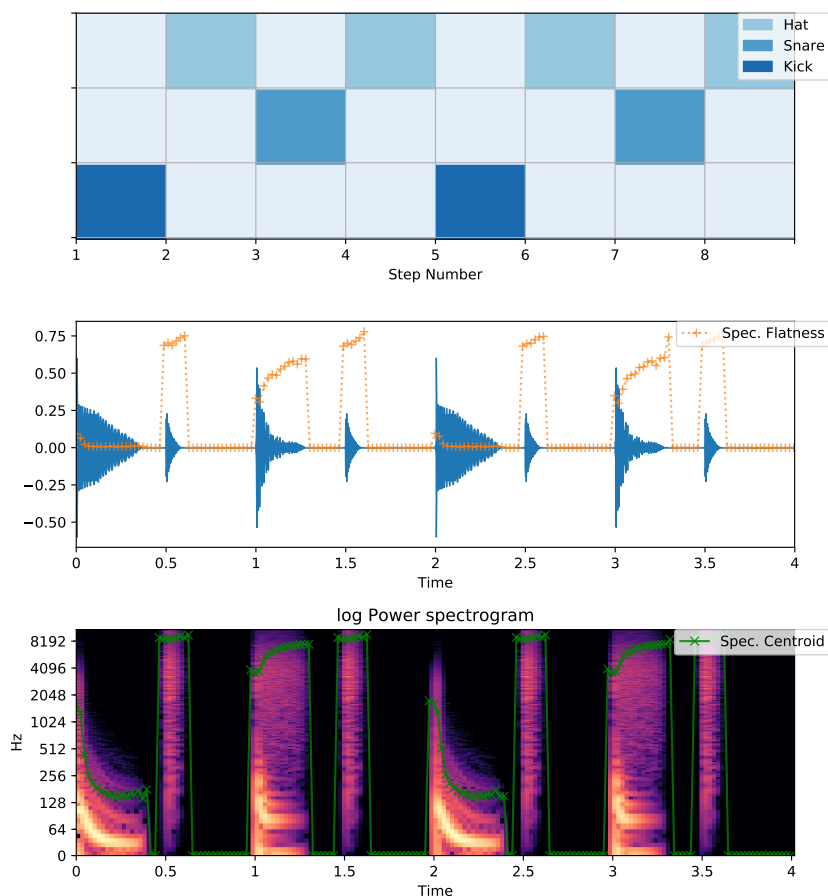 Hat
Snare
Kick
1 2 3 4 5 6 7 8
Step Number
0.75
0.50
0.25
0.00
−0.25
−0.50
Spec. Flatness
0 0.5 1 1.5 2 2.5 3 3.5 4
Time
log Power spectrogram
8192
4096
2048
1024
512
256
128
64
0
Hz
Spec. Centroid
0 0.5 1 1.5 2 2.5 3 3.5 4
Time